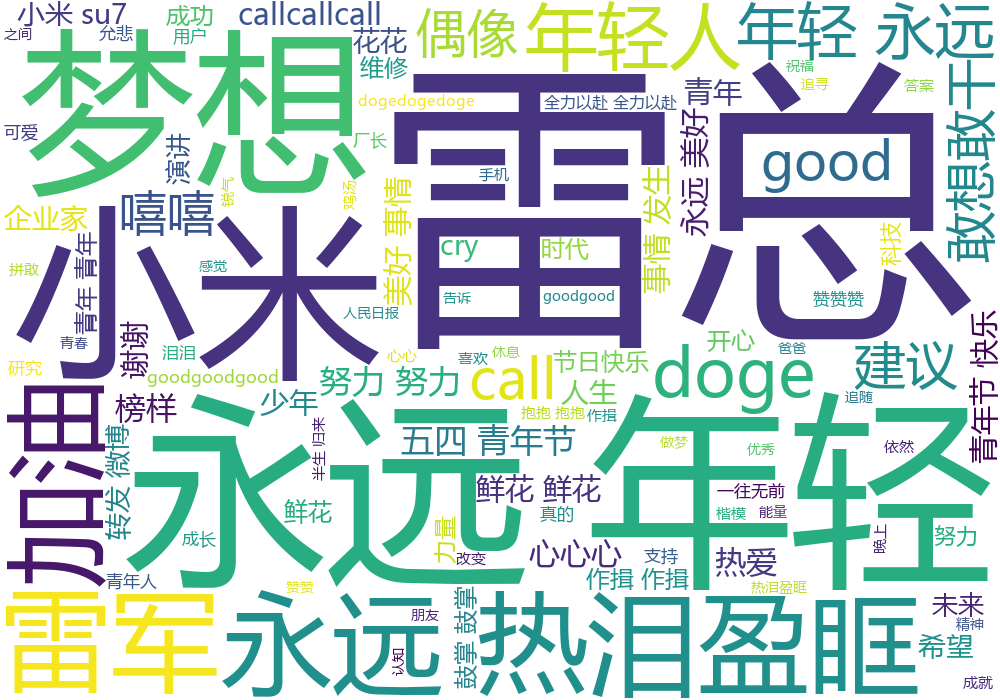 小米 su7
成功
callcallcall
偶像
年轻人
年轻
永远
之间
允悲
用户
花花
维修
梦想
雷总
青年
祝福
追寻
答案
敢想敢干
dogedogedoge
全力以赴 全力以赴
可爱
演讲
厂长
手机
永远 美好
good
锐气
鸡汤
美好 事情
事情 发生
企业家
嘻嘻
小米
cry
时代
科技
青年 青年
拼敢
感觉
告诉
goodgood
赞赞赞
人民日报
青春
泪泪
谢谢
心心
喜欢
休息
节日快乐
开心
爸爸
建议
青年节 快乐
研究
goodgoodgood
努力 努力
call
人生
doge
追随
加油
榜样
少年
抱抱 抱抱
作揖
永远 年轻
五四 青年节
做梦
优秀
依然
转发 微博
半生 归来
鲜花
鲜花 鲜花
一往无前
真的
楷模
能量
成长
力量
改变
心心心
支持
热爱
晚上
努力
青年人
赞赞
作揖 作揖
热泪盈眶
雷军
永远
朋友
认知
鼓掌 鼓掌
热泪盈眶
未来
精神
希望
成就